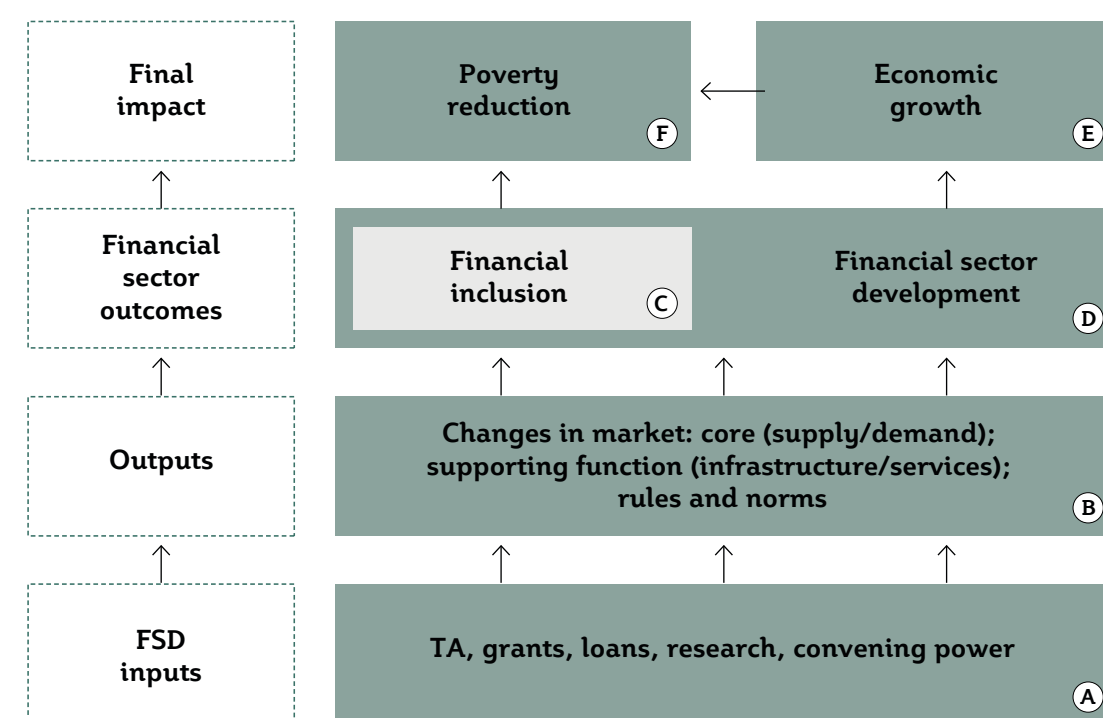 Final
impact
Poverty
reduction
F
Economic
growth
E
Financial
sector
outcomes
Financial
inclusion
C
Financial sector
development
D
Outputs
Changes in market: core (supply/demand);
supporting function (infrastructure/services);
rules and norms
B
FSD
inputs
TA, grants, loans, research, convening power
A